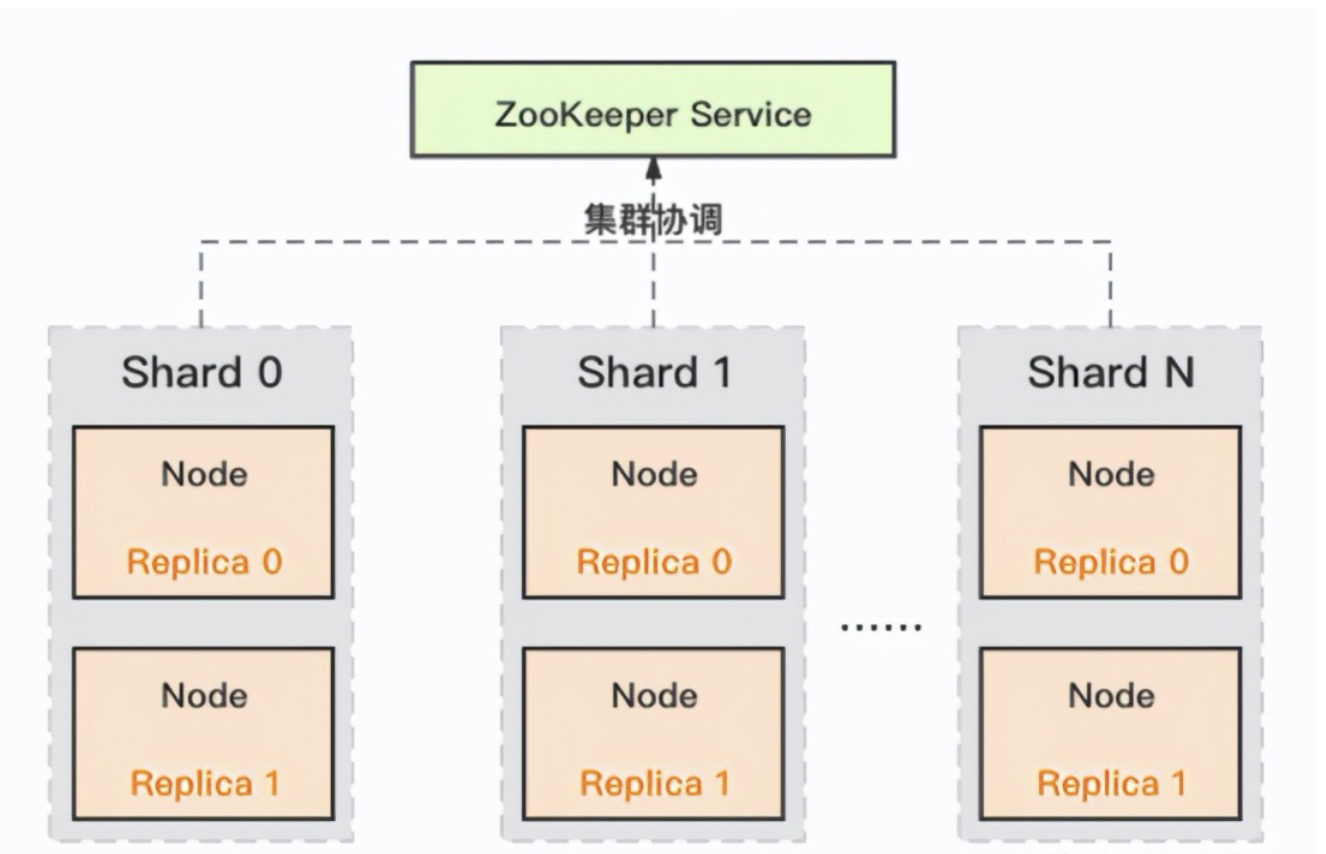 ZooKeeper Service
集群协调
Shard 0
Node
Replica 0
Node
Replica 1
Shard 1
Node
Replica 0
Node
Replica 1
......
Shard N
Node
Replica 0
Node
Replica 1